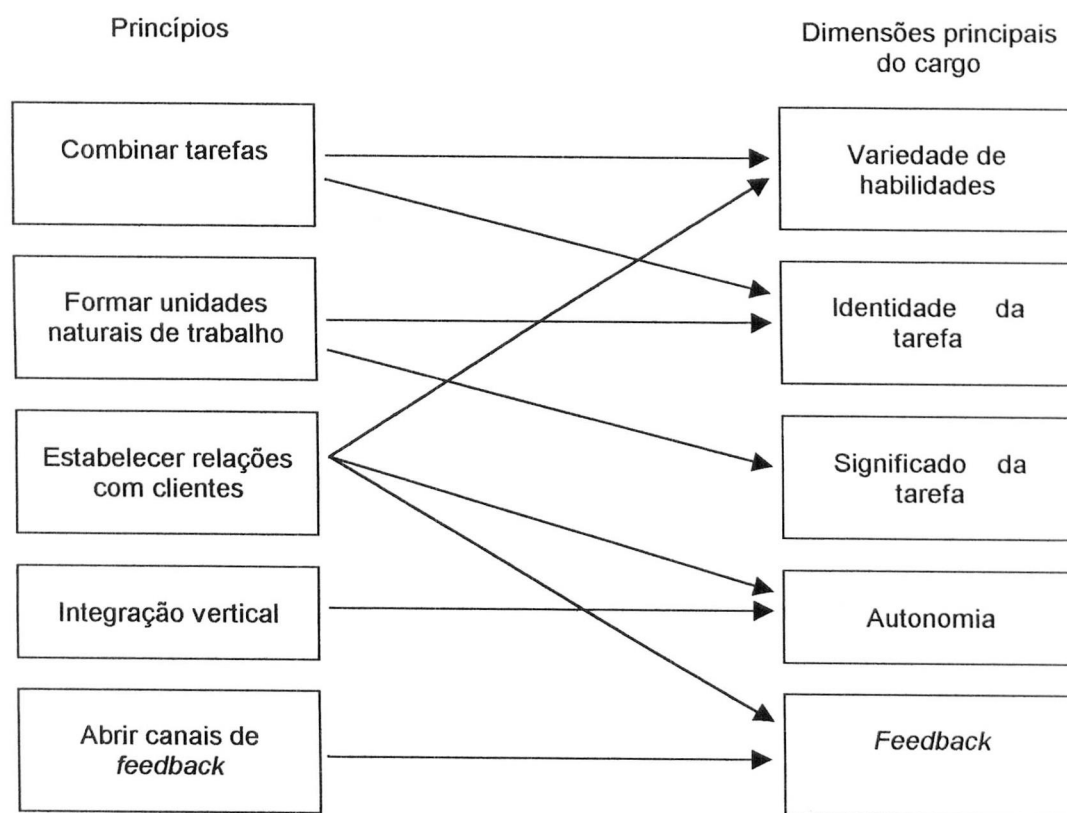 Princípios
Dimensões principais
do cargo
Combinar tarefas
Variedade de
habilidades
Formar unidades
naturais de trabalho
Identidade da
tarefa
Estabelecer relações
com clientes
Significado da
tarefa
Integração vertical
Autonomia
Abrir canais de
feedback
Feedback